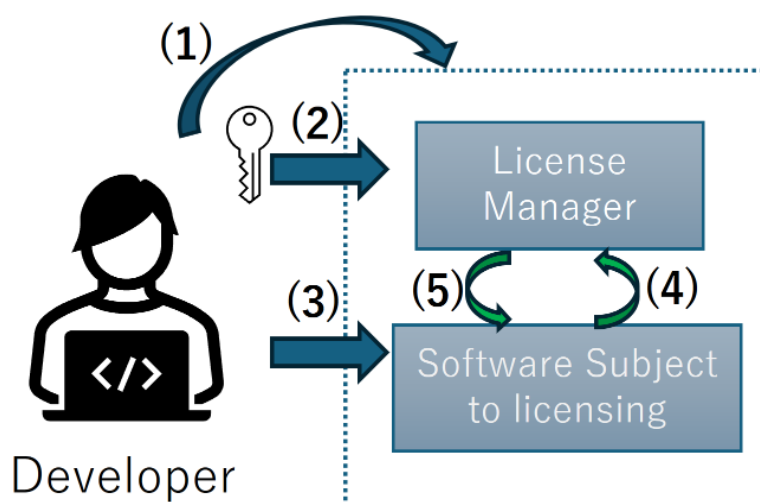 (1)
(2)
License
Manager
(3)
(5)
(4)
Software Subject
to licensing
</>
Developer